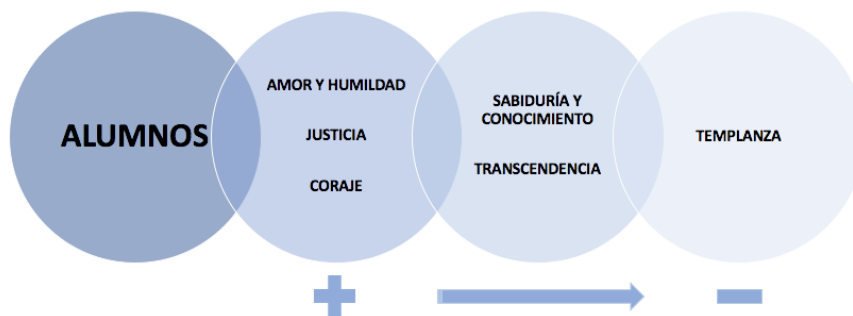 ALUMNOS
AMOR Y HUMILDAD
JUSTICIA
CORAJE
SABIDURÍA Y
CONOCIMIENTO
TRANSCENDENCIA
TEMPLANZA